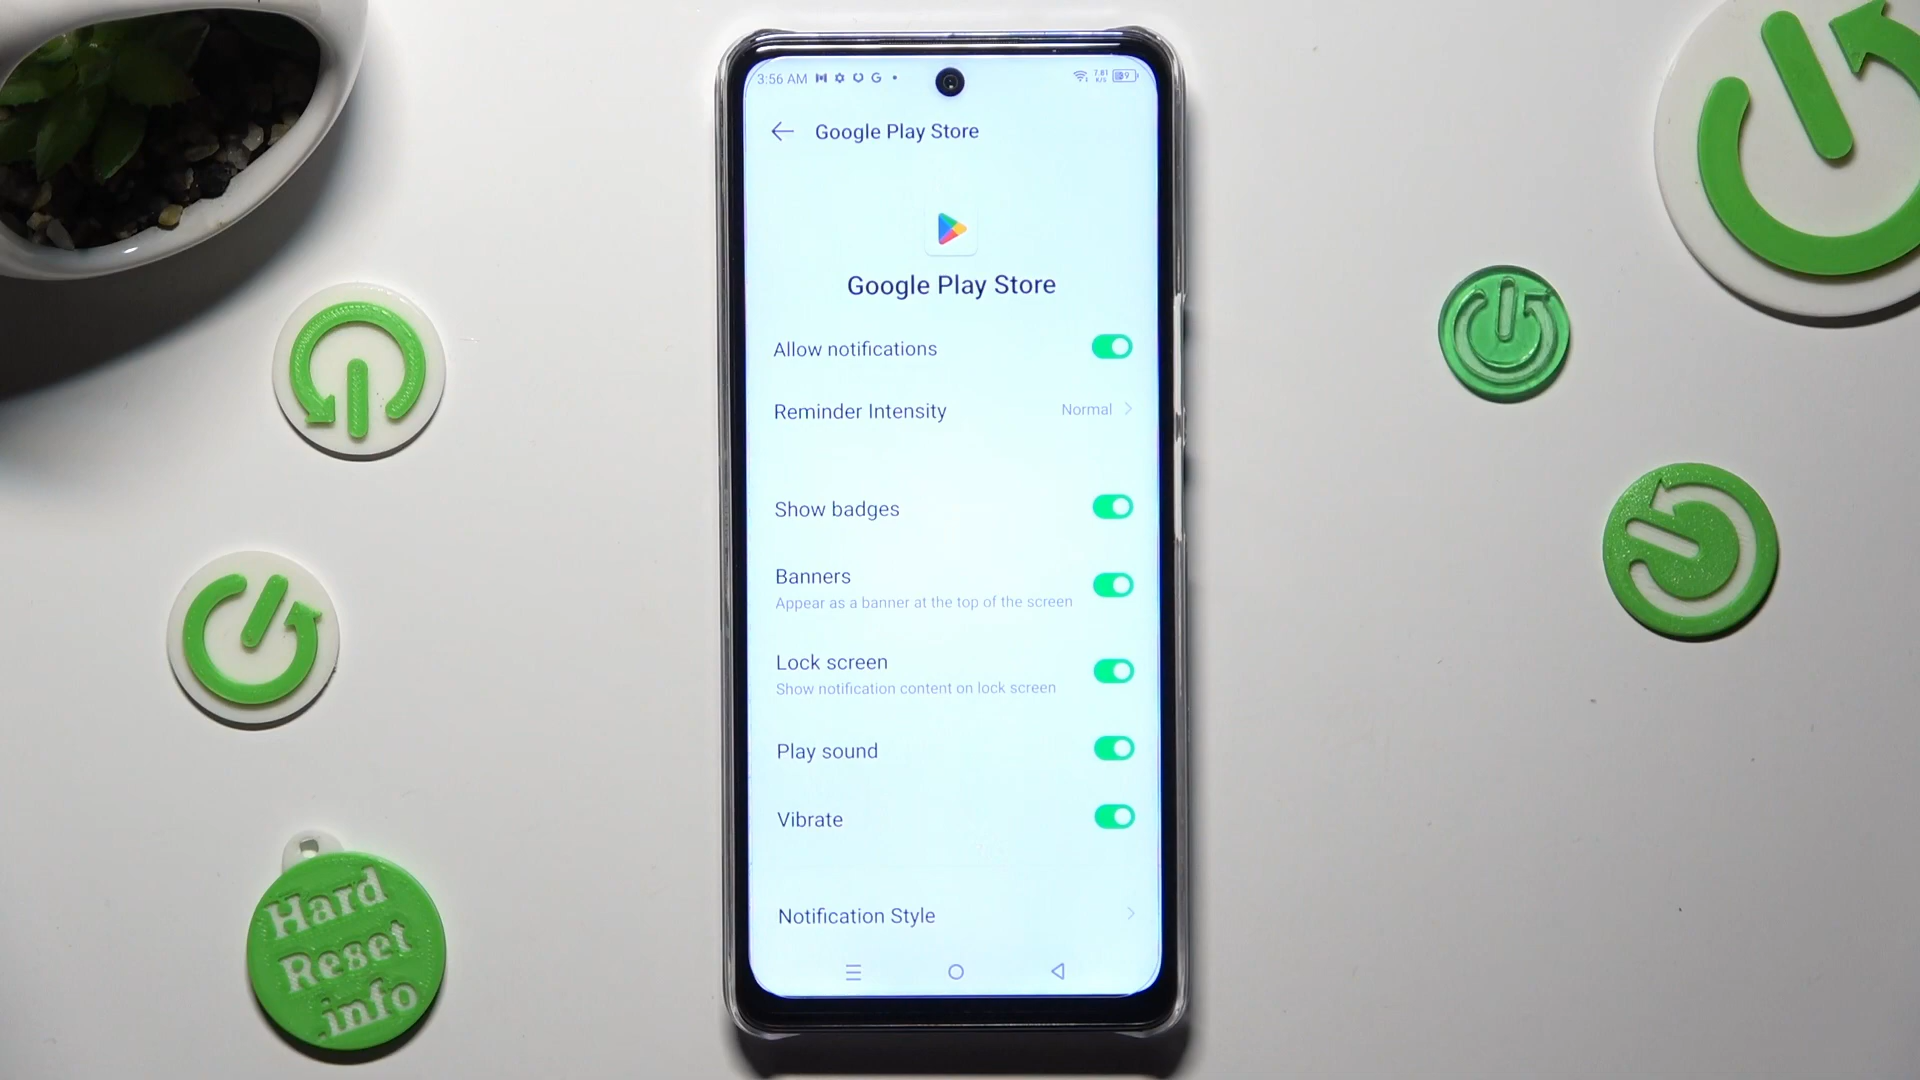 3:56 AM
Google Play Store
Google Play Store
Allow notifications
Reminder Intensity Normal
Show badges
Banners
Appear as a banner at the top of the screen
Lock screen
Show notification content on lock screen
Play sound
Vibrate
Notification Style
Hard
Reset
.info